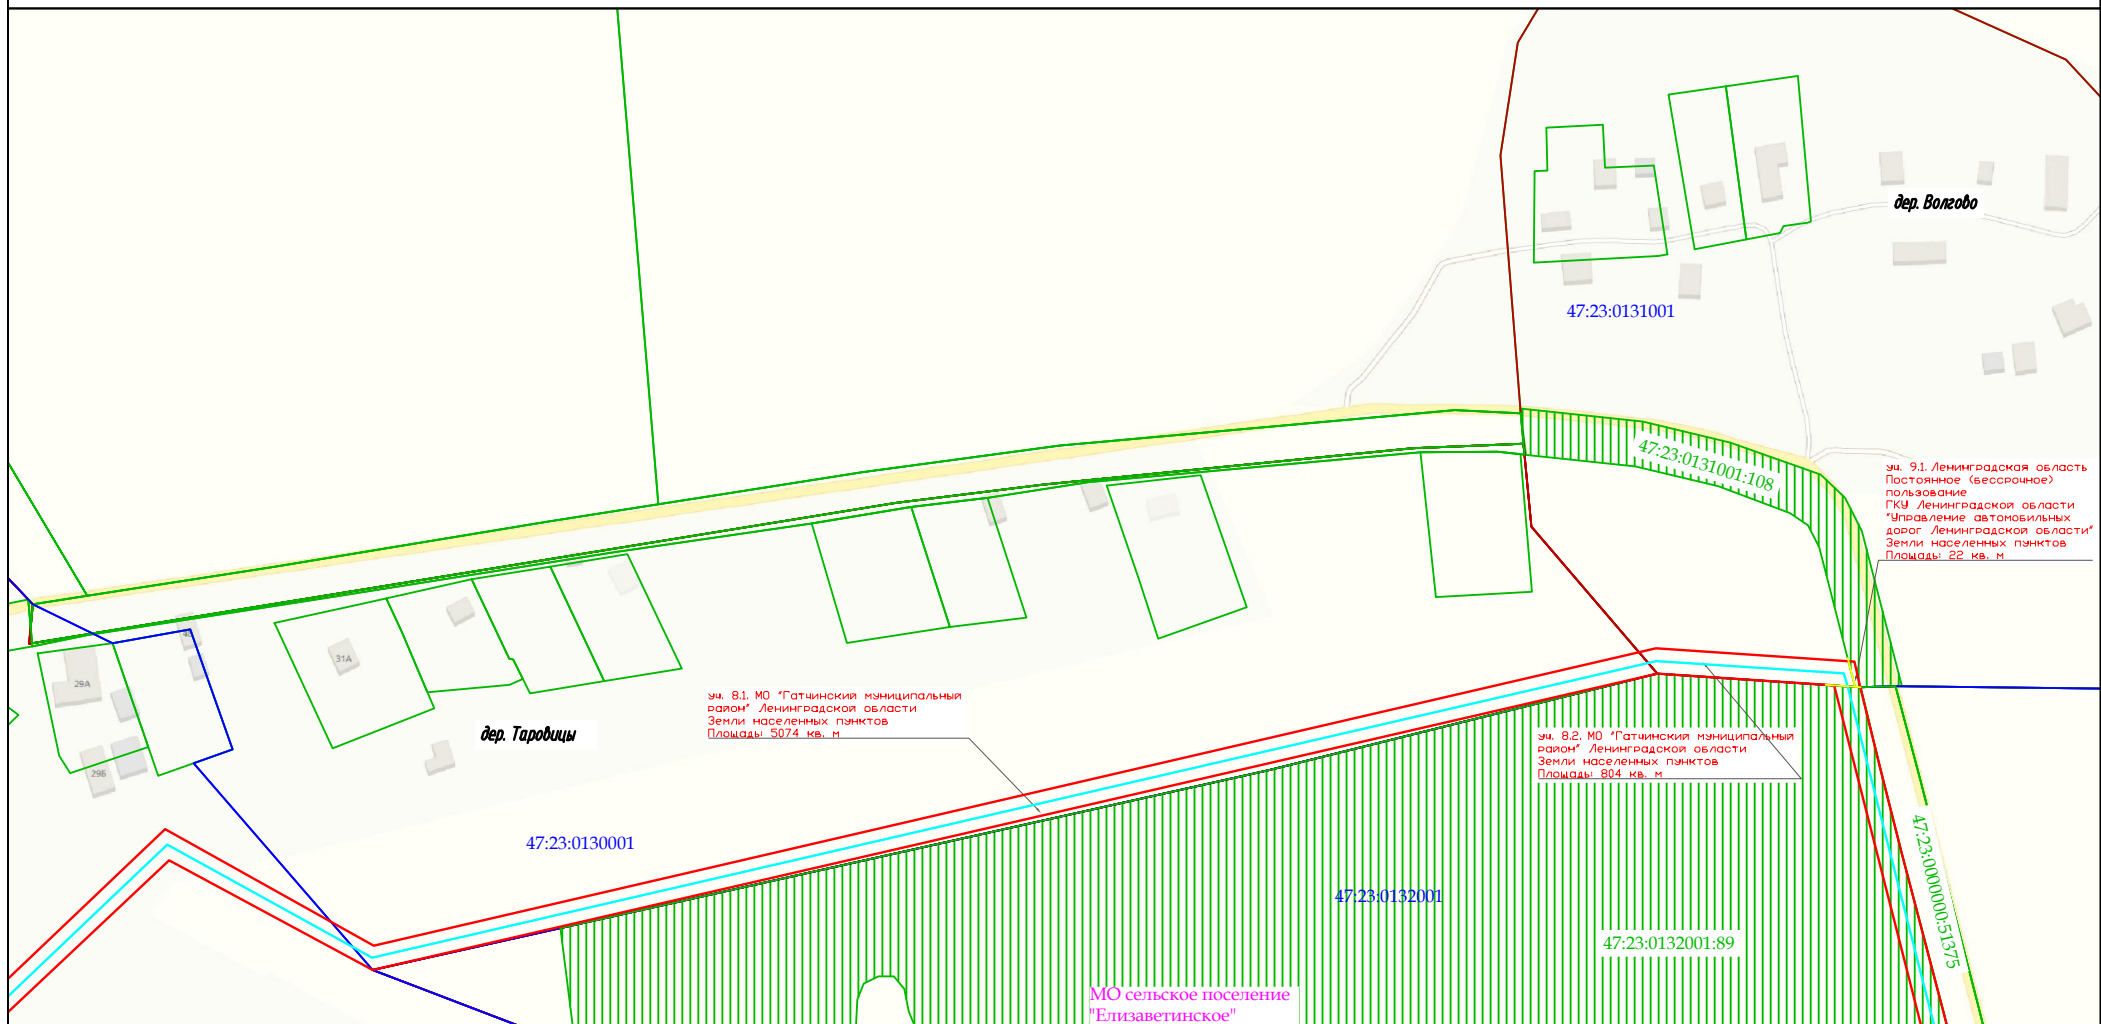 дер. Волгово
47:23:0131001
47:23:0131001:108
уч. 9.1. Ленинградская область
Постоянное (бессрочное)
пользование
ГКУ Ленинградской области
"Управление автомобильных
дорог Ленинградской области"
Земли населенных пунктов
Площадь: 22 кв. м
31А
29А
29Б
дер. Таровицы
уч. 8.1. МО "Гатчинский муниципальный
район" Ленинградской области
Земли населенных пунктов
Площадь: 5074 кв. м
уч. 8.2. МО "Гатчинский муниципальный
район" Ленинградской области
Земли населенных пунктов
Площадь: 804 кв. м
47:23:0130001
47:23:0132001
47:23:0132001:89
47:23:0000000:51375
МО сельское поселение
"Елизаветинское"